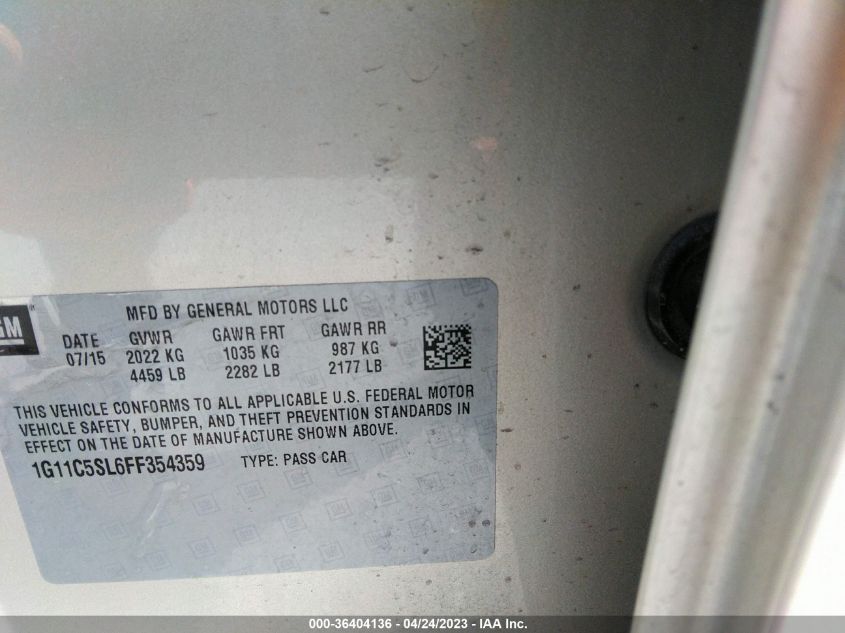 MFD BY GENERAL MOTORS LLC
GM
DATE GVWR GAWR FRT GAWR RR
07/15 2022 KG 1035 KG 987 KG
4459 LB 2282 LB 2177 LB
THIS VEHICLE CONFORMS TO ALL APPLICABLE U.S. FEDERAL MOTOR
VEHICLE SAFETY, BUMPER, AND THEFT PREVENTION STANDARDS IN
EFFECT ON THE DATE OF MANUFACTURE SHOWN ABOVE.
1G11C5SL6FF354359 TYPE: PASS CAR
000-36404136 - 04/24/2023 - IAA Inc.